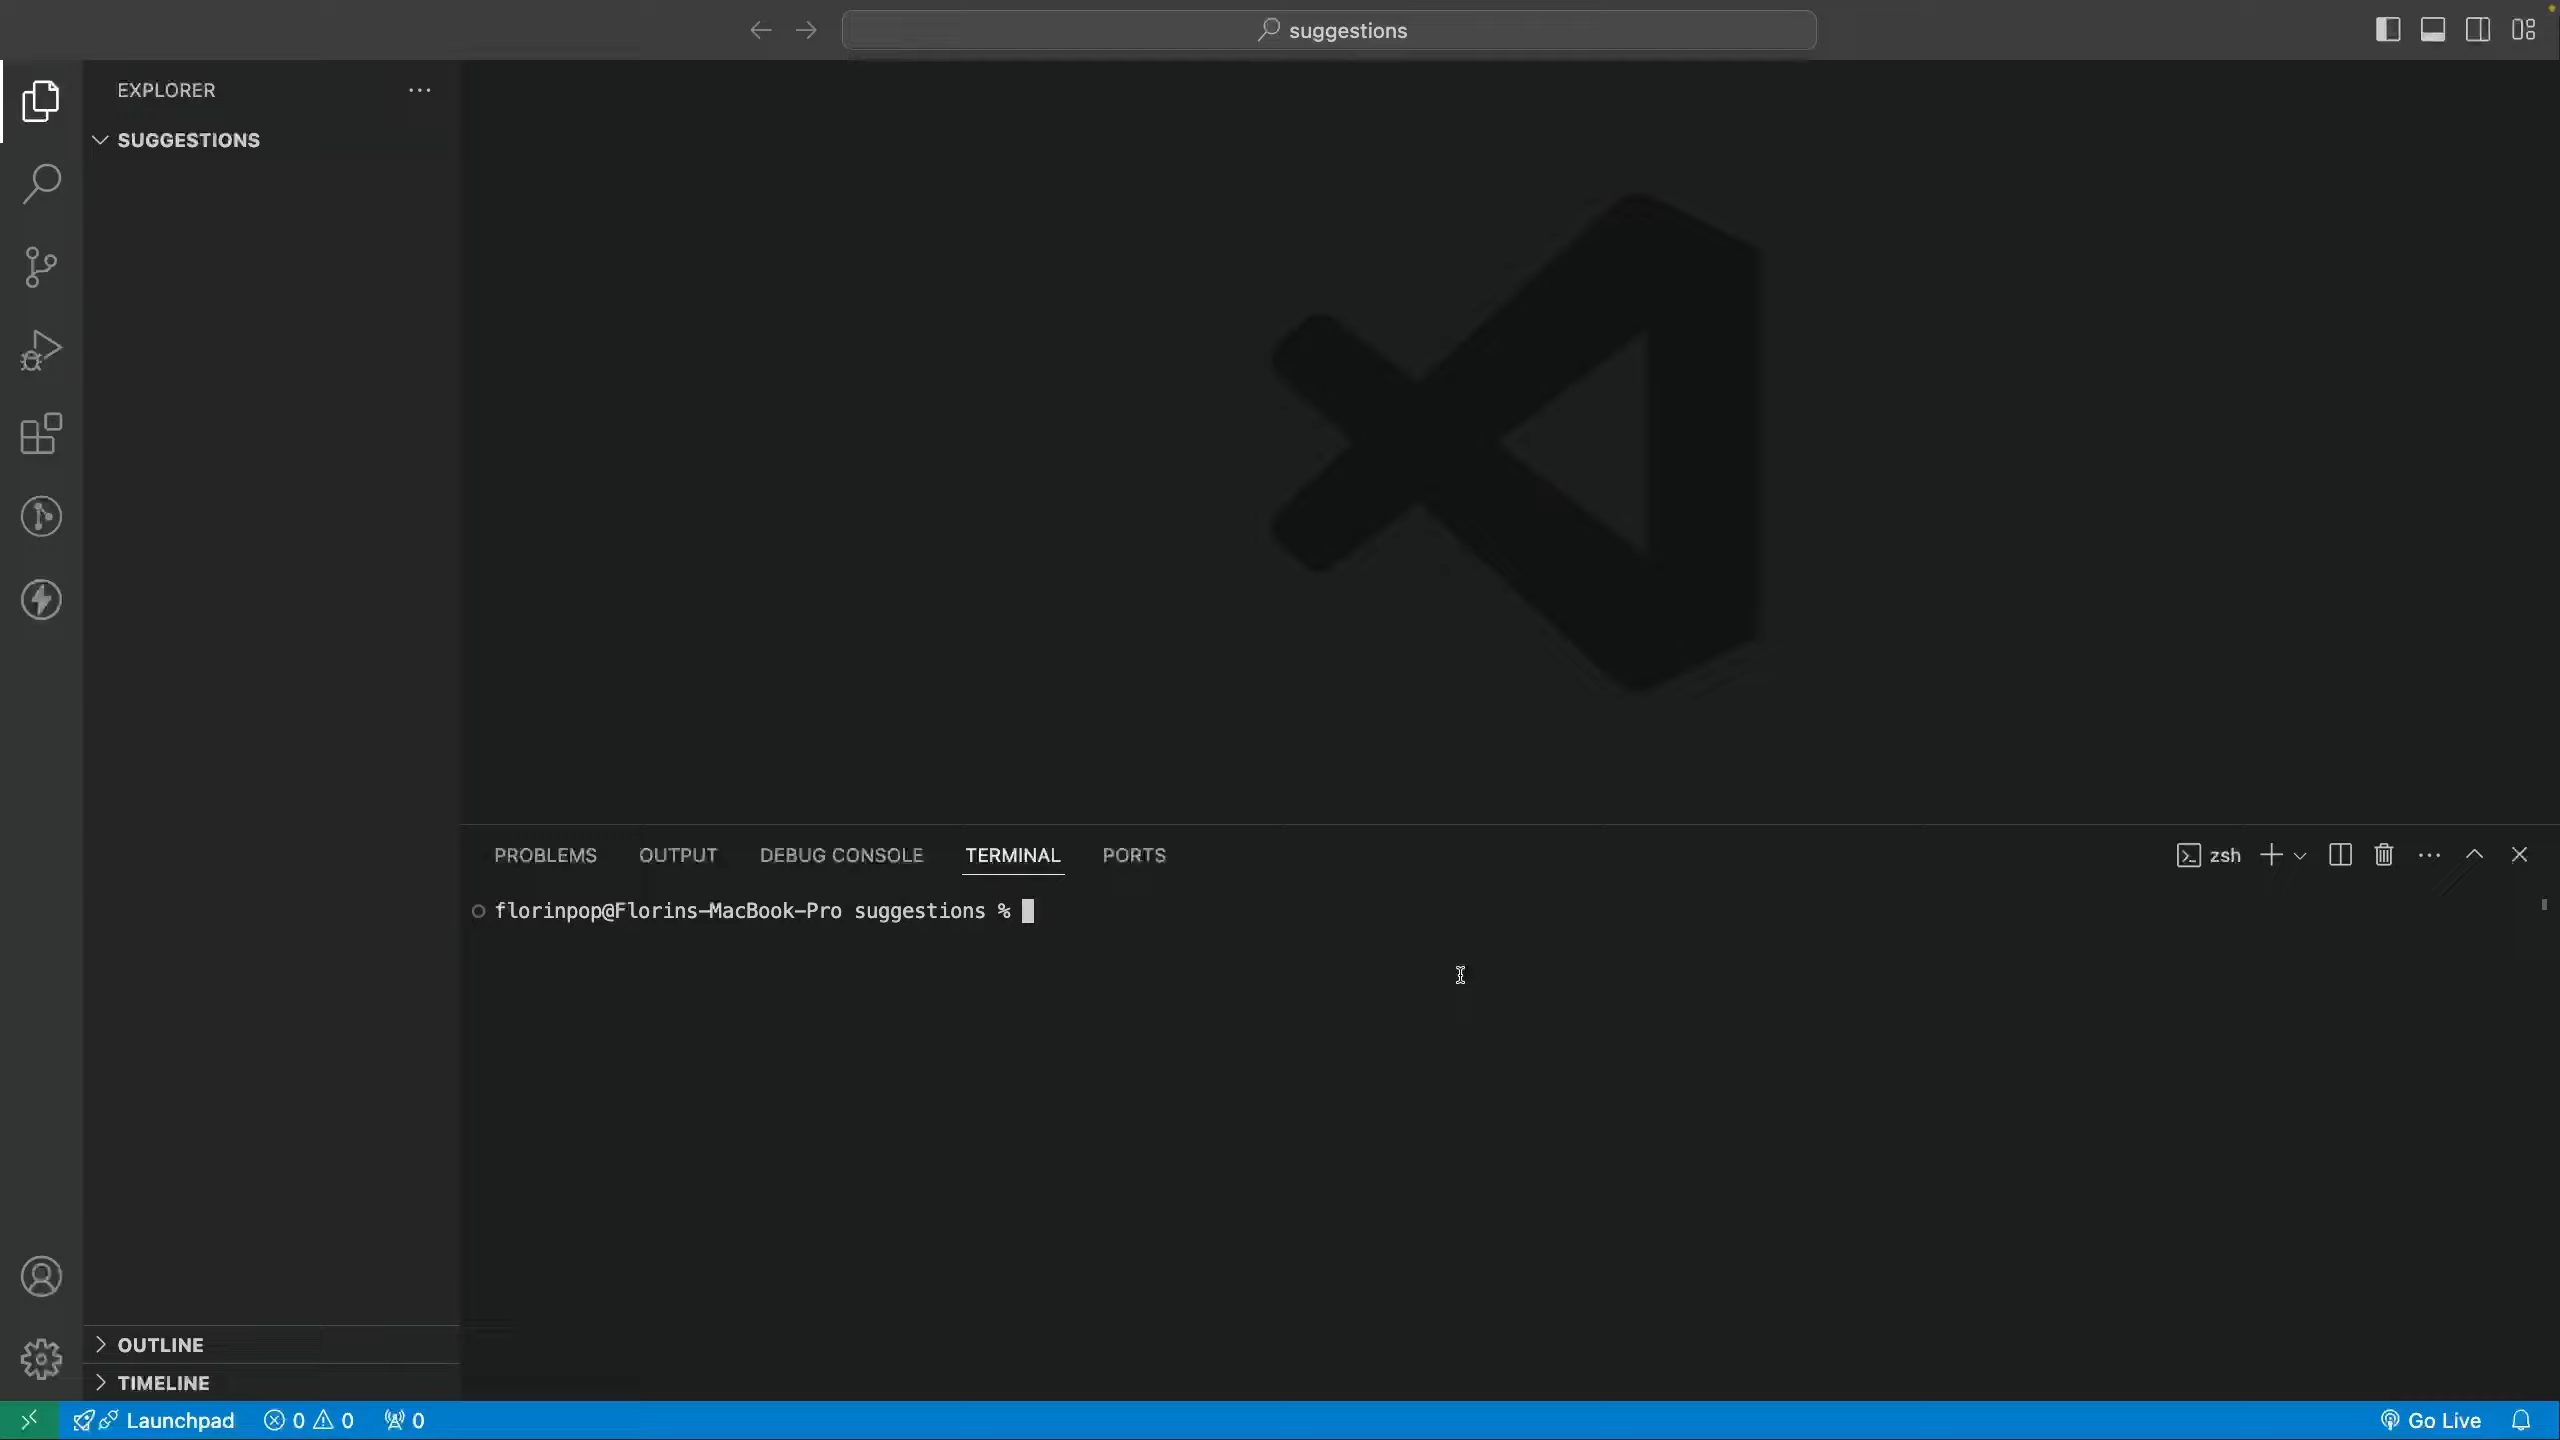 suggestions
EXPLORER
SUGGESTIONS
PROBLEMS OUTPUT DEBUG CONSOLE TERMINAL PORTS
zsh
florinpop@Florins-MacBook-Pro suggestions %
OUTLINE
TIMELINE
Launchpad 0 0 0
Go Live